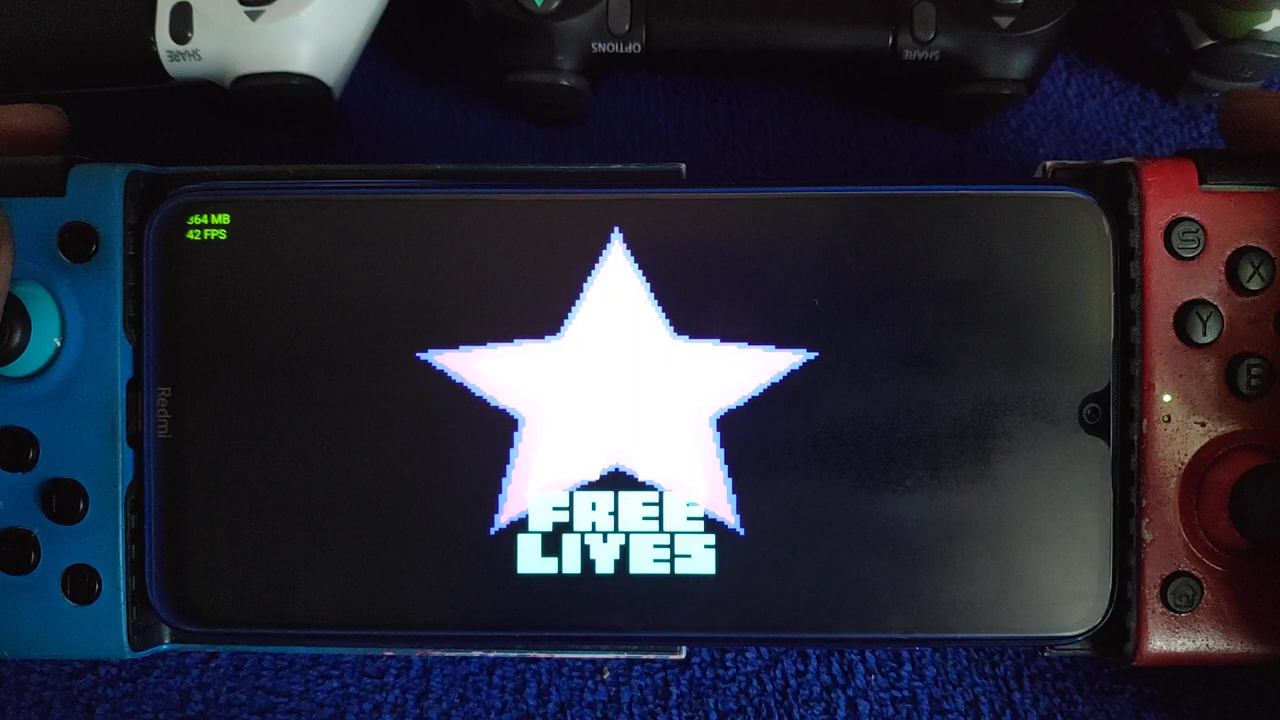 SHARE
OPTIONS
SHARE
364 MB
42 FPS
Redmi
FREE
LIVES
S
X
Y
B